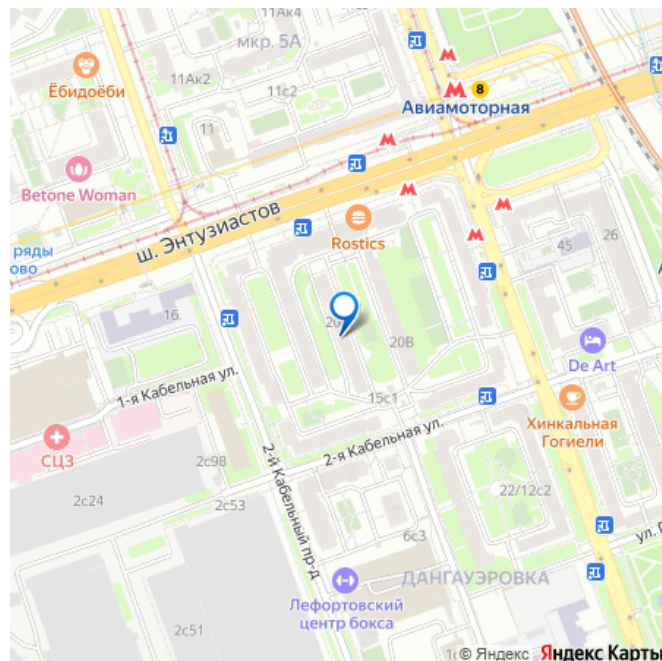 11Ак4
мкр. 5А
Ёбидоёби
11Ак2
11с2
8
Авиамоторная
11
Betone Woman
ш. Энтузиастов
Rostics
ряды
ово
45
26
16
20В
De Art
1-я Кабельная ул.
15с1
Хинкальная
Гогиели
СЦЗ
2-я Кабельная ул.
2с98
2с24
2с53
22/12с2
2-й Кабельный пр-д
6с3
ДАНГАУЭРОВКА
Лефортовский
центр бокса
2с51
© Яндекс Яндекс Карты